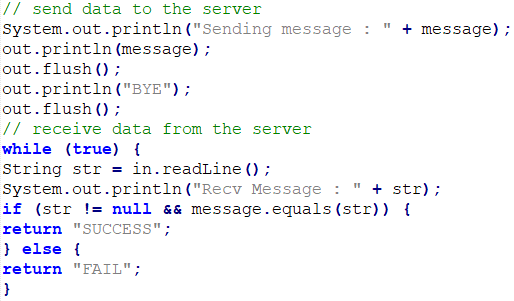 // send data to the server
System.out.println("Sending message : " + message);
out.println(message);
out.flush();
out.println("BYE");
out.flush();
// receive data from the server
while (true) {
String str = in.readLine();
System.out.println("Recv Message : " + str);
if (str != null && message.equals(str)) {
return "SUCCESS";
} else {
return "FAIL";
}